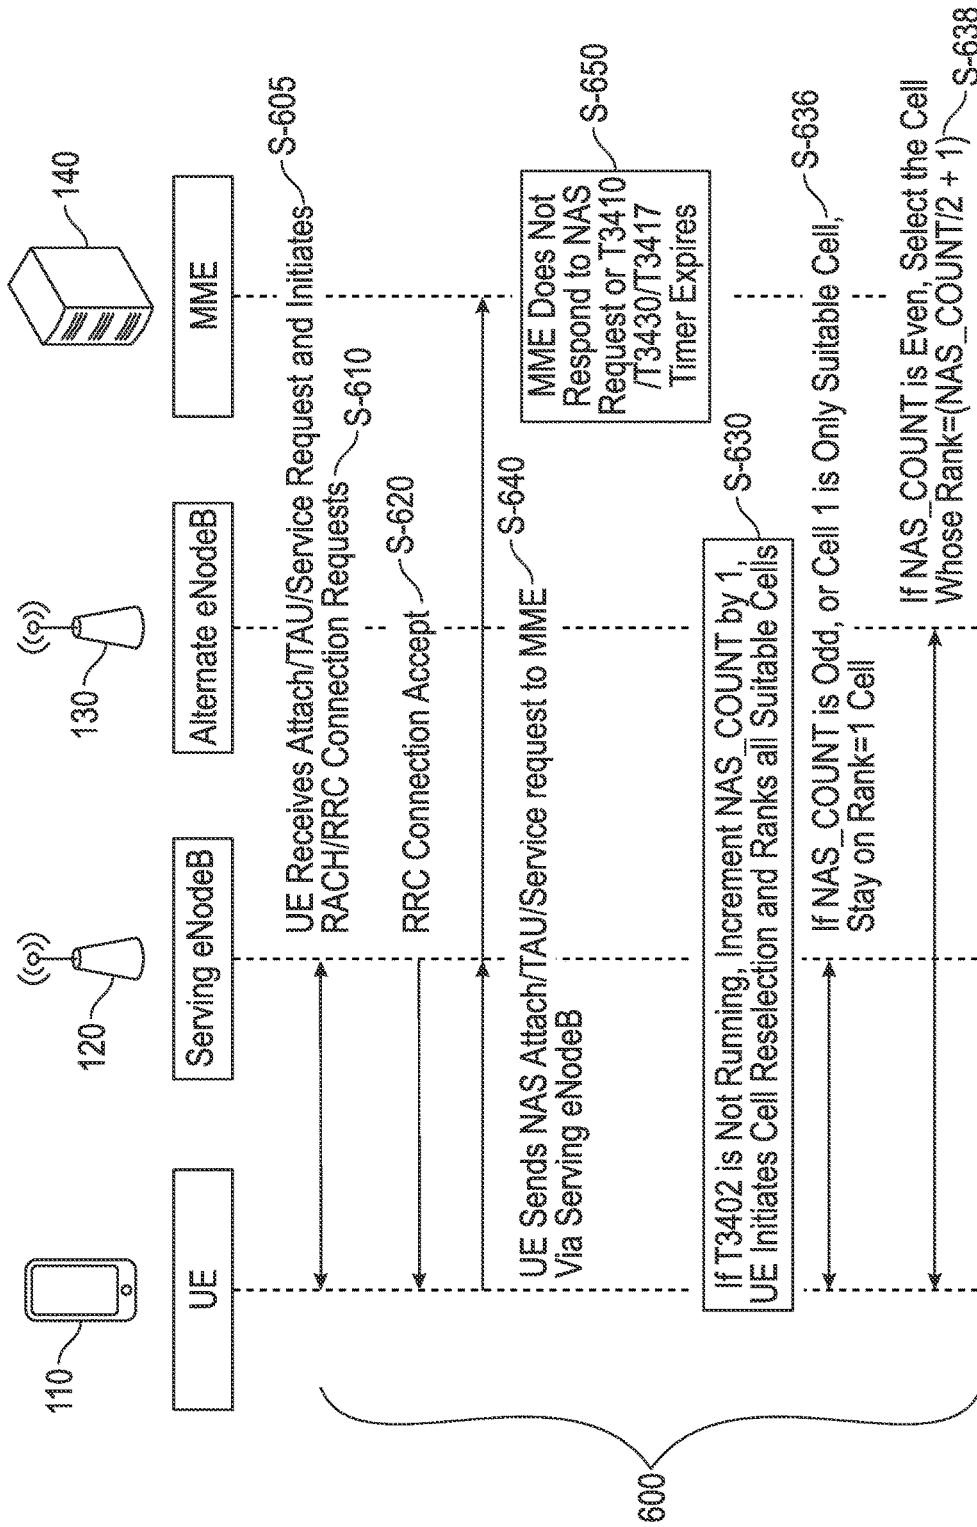 110
120
130
140
UE
Serving eNodeB
Alternate eNodeB
MME
UE Receives Attach/TAU/Service Request and Initiates
S-605
RACH/RRC Connection Requests
S-610
RRC Connection Accept
S-620
UE Sends NAS Attach/TAU/Service request to MME
S-640
Via Serving eNodeB
MME Does Not
Respond to NAS
Request or T3410
/T3430/T3417
Timer Expires
S-650
If T3402 is Not Running, Increment NAS_COUNT by 1,
UE Initiates Cell Reselection and Ranks all Suitable Cells
S-630
If NAS_COUNT is Odd, or Cell 1 is Only Suitable Cell,
S-636
Stay on Rank=1 Cell
If NAS_COUNT is Even, Select the Cell
Whose Rank=(NAS_COUNT/2 + 1)
S-638
600